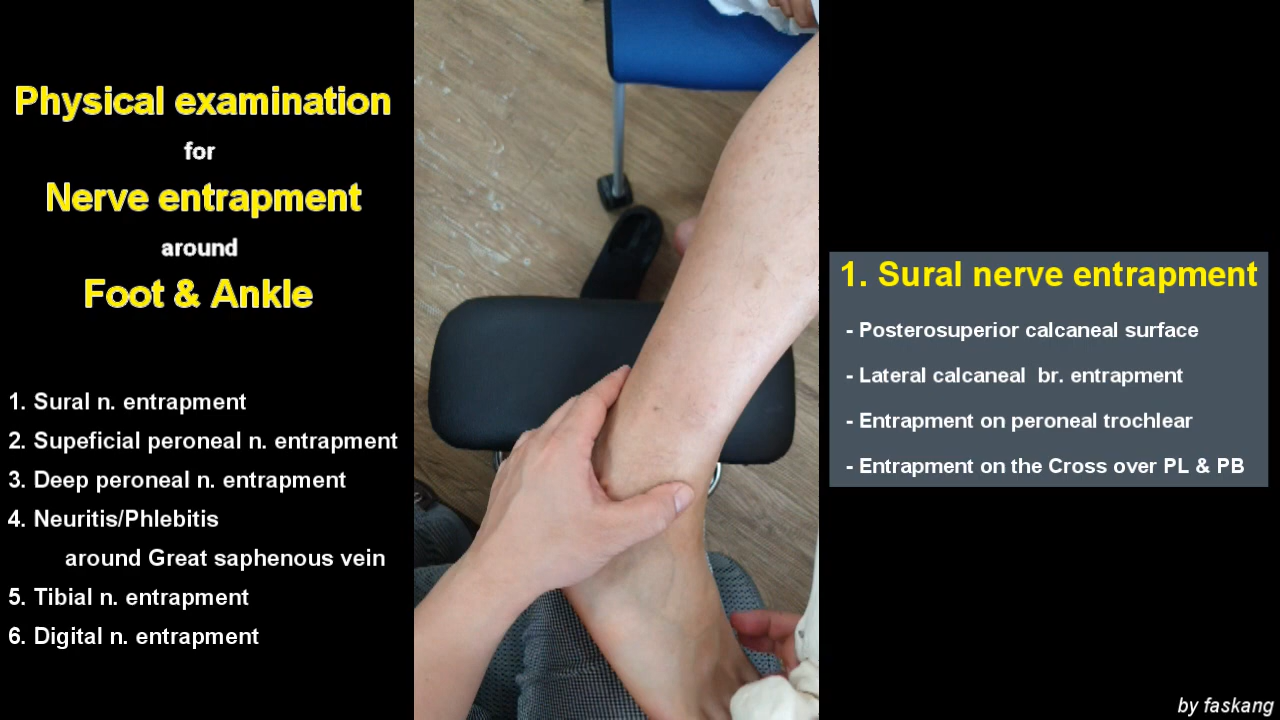 Physical examination
for
Nerve entrapment
around
Foot & Ankle
1. Sural n. entrapment
2. Supeficial peroneal n. entrapment
3. Deep peroneal n. entrapment
4. Neuritis/Phlebitis
around Great saphenous vein
5. Tibial n. entrapment
6. Digital n. entrapment
1. Sural nerve entrapment
- Posterosuperior calcaneal surface
- Lateral calcaneal  br. entrapment
- Entrapment on peroneal trochlear
- Entrapment on the Cross over PL & PB
by faskang